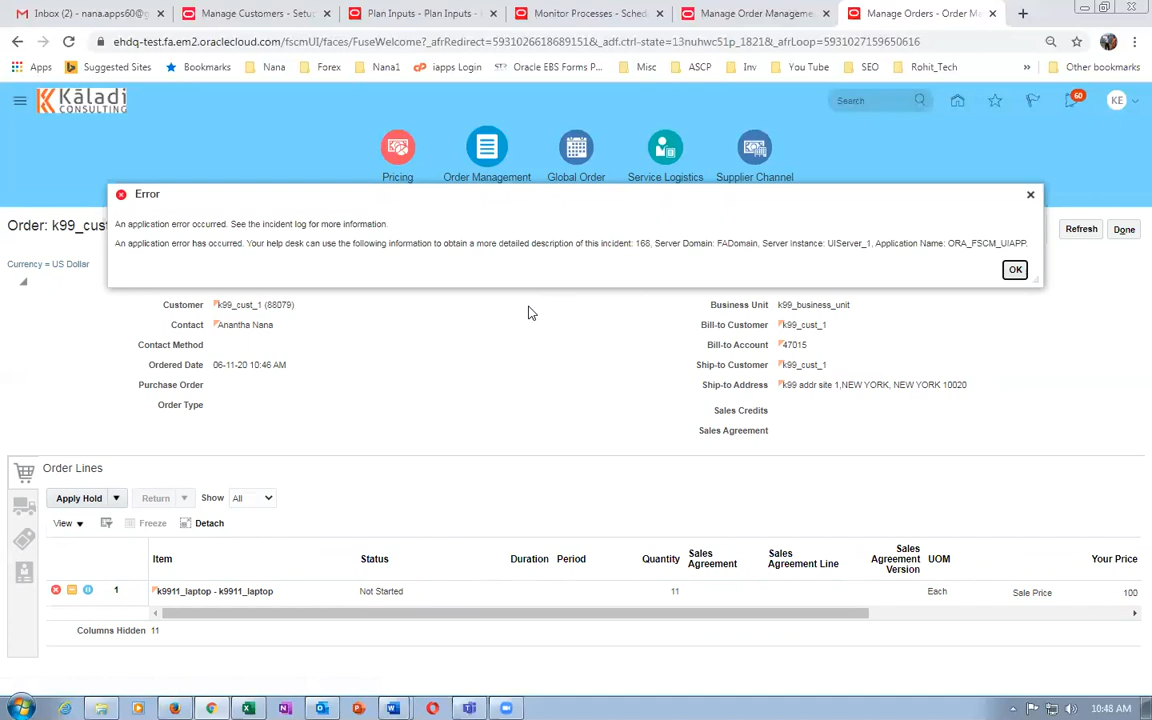 Inbox (2) - nana.apps60@g
Manage Customers - Setu
Plan Inputs - Plan Inputs -
Monitor Processes - Sched
Manage Order Manageme
Manage Orders - Order M
ehdq-test.fa.em2.oraclecloud.com/fscmUI/faces/FuseWelcome?_afrRedirect=5931026618689151&_adf.ctrl-state=13nuhwc51p_1821&_afrLoop=5931027159650616
Apps Suggested Sites Bookmarks Nana Forex Nana1 iapps Login Oracle EBS Forms P... Misc ASCP Inv You Tube SEO Rohit_Tech » Other bookmarks
Kāladi
CONSULTING
Search
60
KE
Pricing Order Management Global Order Service Logistics Supplier Channel
Error
An application error occurred. See the incident log for more information.
An application error has occurred. Your help desk can use the following information to obtain a more detailed description of this incident: 168, Server Domain: FADomain, Server Instance: UIServer_1, Application Name: ORA_FSCM_UIAPP.
OK
Order: k99_cust
Refresh Done
Currency = US Dollar
Customer k99_cust_1 (88079)
Contact Anantha Nana
Contact Method
Ordered Date 06-11-20 10:46 AM
Purchase Order
Order Type
Business Unit k99_business_unit
Bill-to Customer k99_cust_1
Bill-to Account 47015
Ship-to Customer k99_cust_1
Ship-to Address k99 addr site 1,NEW YORK, NEW YORK 10020
Sales Credits
Sales Agreement
Order Lines
Apply Hold Return Show All
View Freeze Detach
Item Status Duration Period Quantity Sales Agreement Sales Agreement Line Sales Agreement Version UOM Your Price
1 k9911_laptop - k9911_laptop Not Started 11 Each Sale Price 100
Columns Hidden 11
10:48 AM